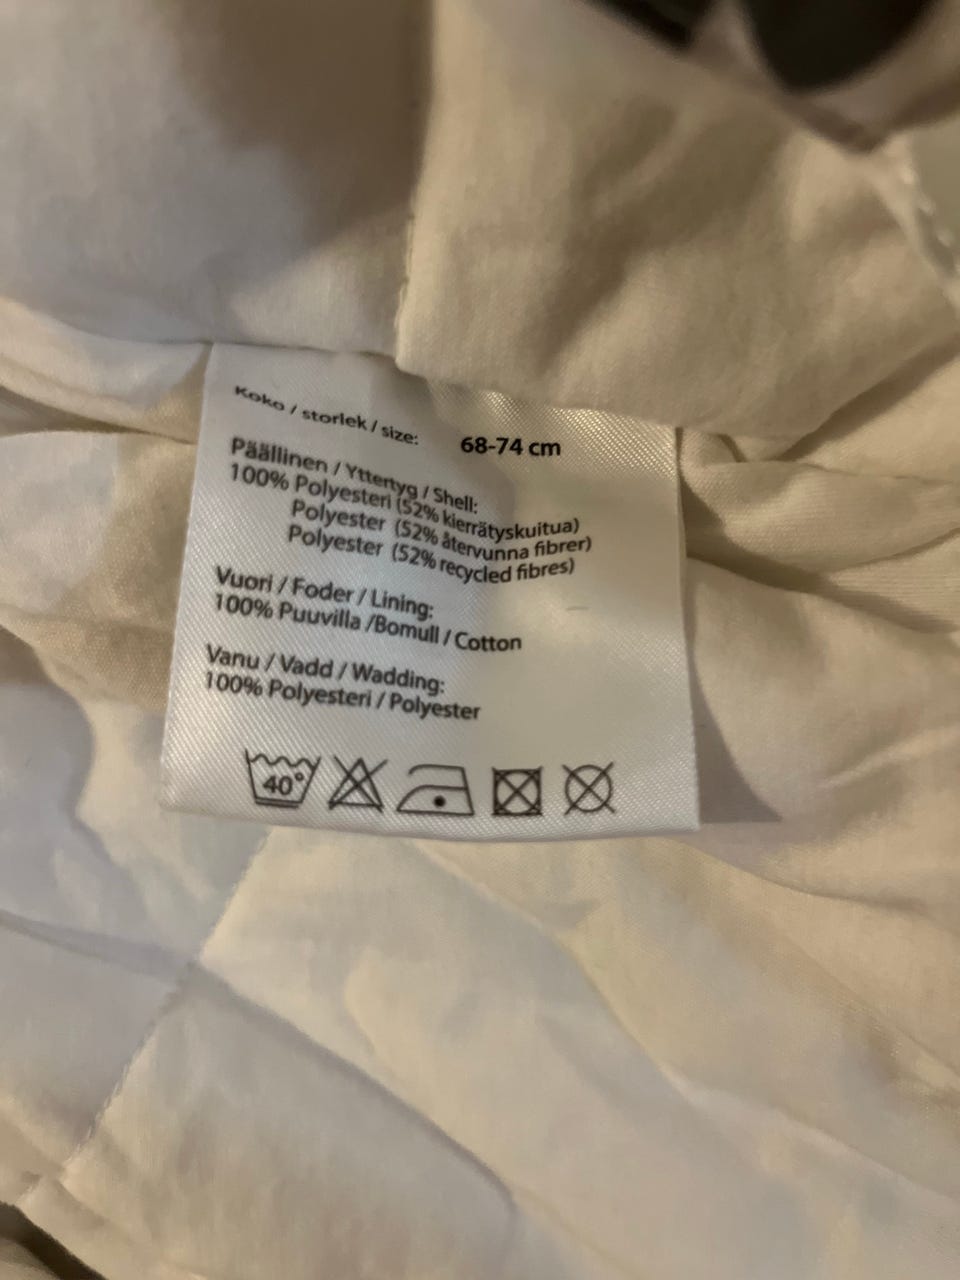 Koko / storlek / size: 68-74 cm
Päällinen / Yttertyg / Shell:
100% Polyesteri (52% kierrätyskuitua)
Polyester (52% återvunna fibrer)
Polyester (52% recycled fibres)
Vuori / Foder / Lining:
100% Puuvilla /Bomull / Cotton
Vanu / Vadd / Wadding:
100% Polyesteri / Polyester
40°